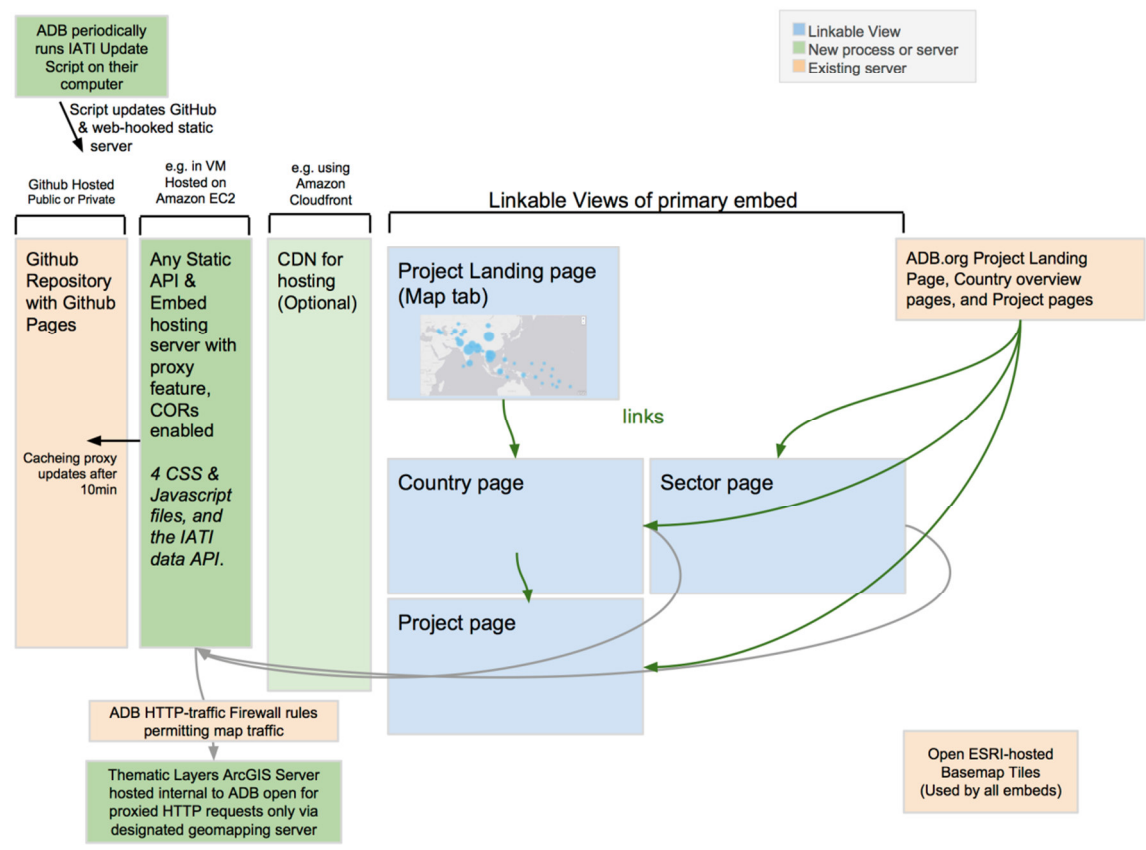 ADB periodically
runs IATI Update
Script on their
computer
Linkable View
New process or server
Existing server
Script updates GitHub
& web-hooked static
server
Github Hosted
Public or Private
e.g. in VM
Hosted on
Amazon EC2
e.g. using
Amazon
Cloudfront
Linkable Views of primary embed
Github
Repository
with Github
Pages
Any Static
API &
Embed
hosting
server with
proxy
feature,
CORs
enabled
4 CSS &
Javascript
files, and
the IATI
data API.
CDN for
hosting
(Optional)
Project Landing page
(Map tab)
ADB.org Project Landing
Page, Country overview
pages, and Project pages
links
Cacheing proxy
updates after
10min
Country page
Sector page
Project page
ADB HTTP-traffic Firewall rules
permitting map traffic
Thematic Layers ArcGIS Server
hosted internal to ADB open for
proxied HTTP requests only via
designated geomapping server
Open ESRI-hosted
Basemap Tiles
(Used by all embeds)